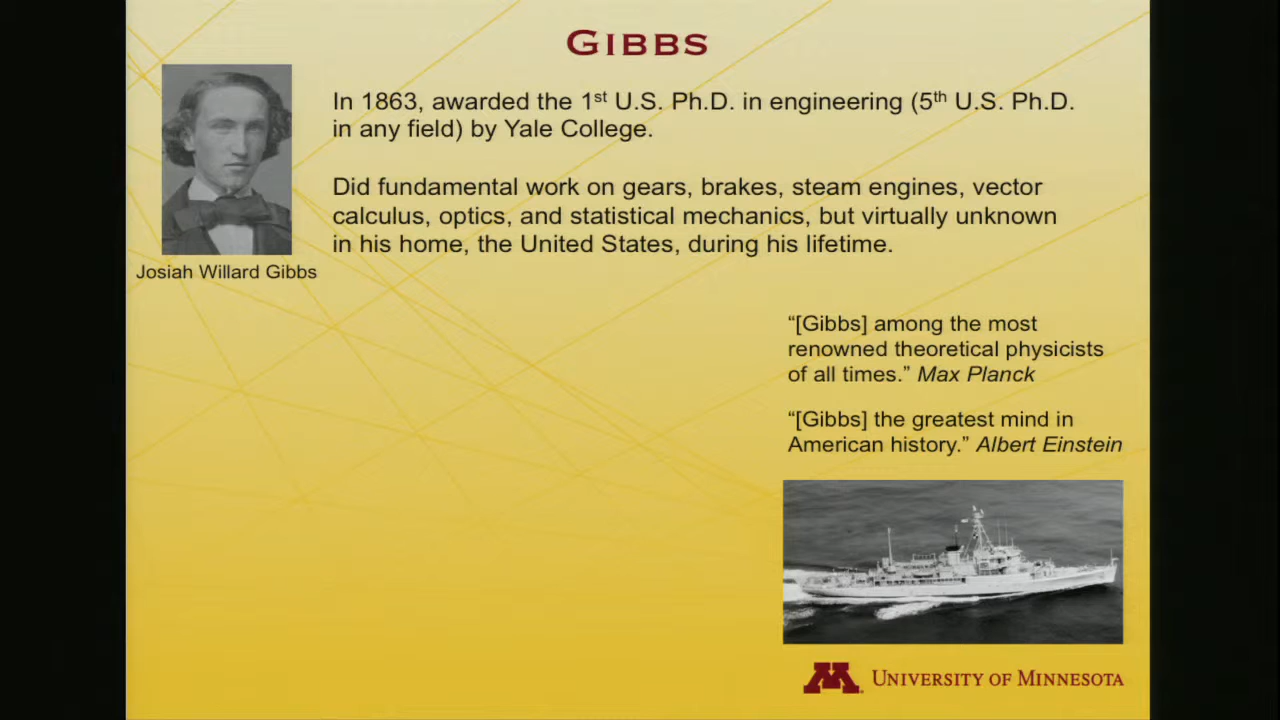 GIBBS
In 1863, awarded the 1st U.S. Ph.D. in engineering (5th U.S. Ph.D.
in any field) by Yale College.
Did fundamental work on gears, brakes, steam engines, vector
calculus, optics, and statistical mechanics, but virtually unknown
in his home, the United States, during his lifetime.
Josiah Willard Gibbs
“[Gibbs] among the most
renowned theoretical physicists
of all times.” Max Planck
“[Gibbs] the greatest mind in
American history.” Albert Einstein
M UNIVERSITY OF MINNESOTA